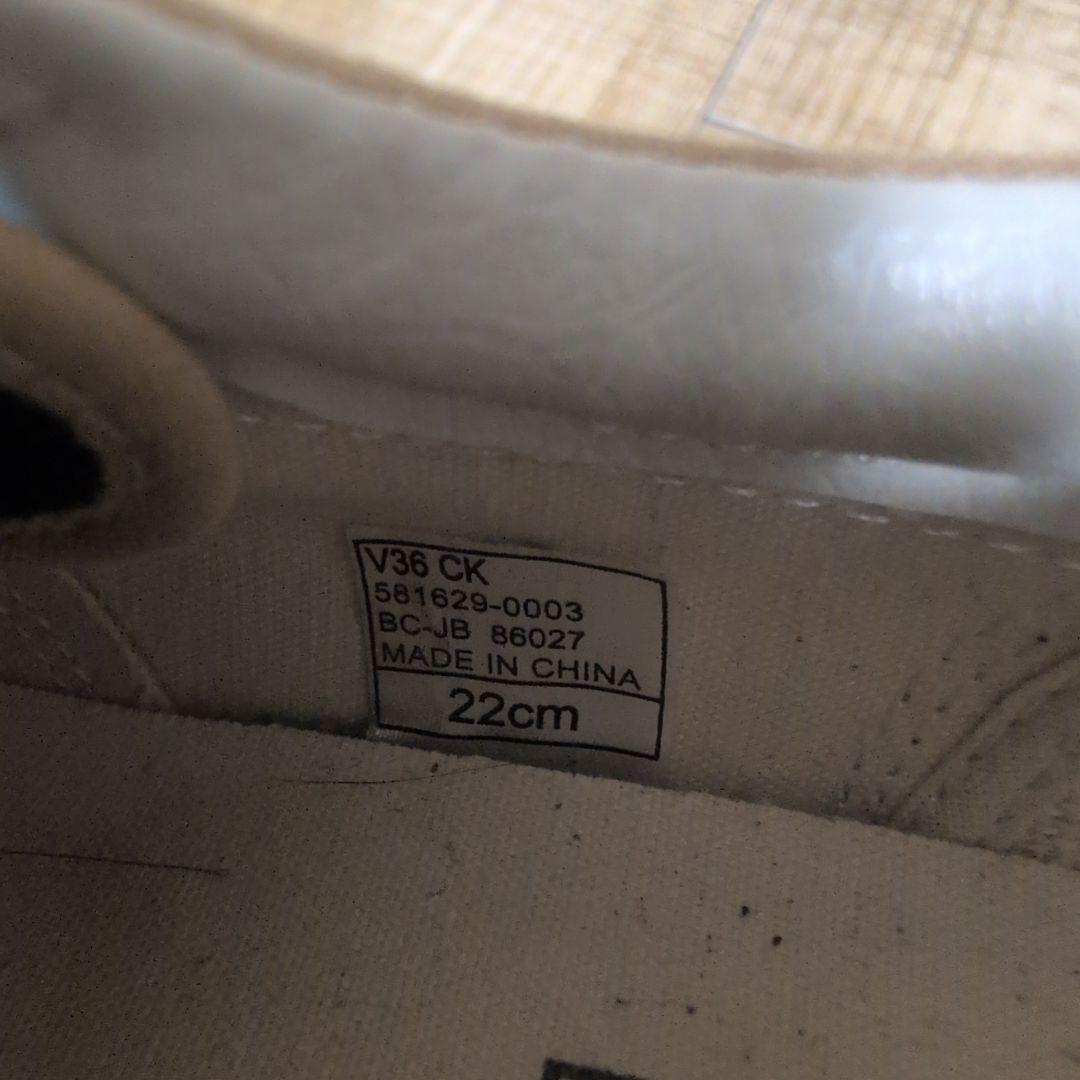 V36 CK
581629-0003
BC-JB 86027
MADE IN CHINA
22cm